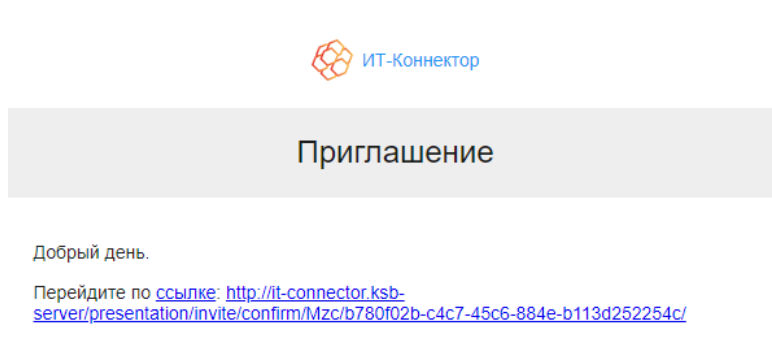 ИТ-Коннектор
Приглашение
Добрый день.
Перейдите по ссылке: http://it-connector.ksb-
server/presentation/invite/confirm/Mzc/b780f02b-c4c7-45c6-884e-b113d252254c/